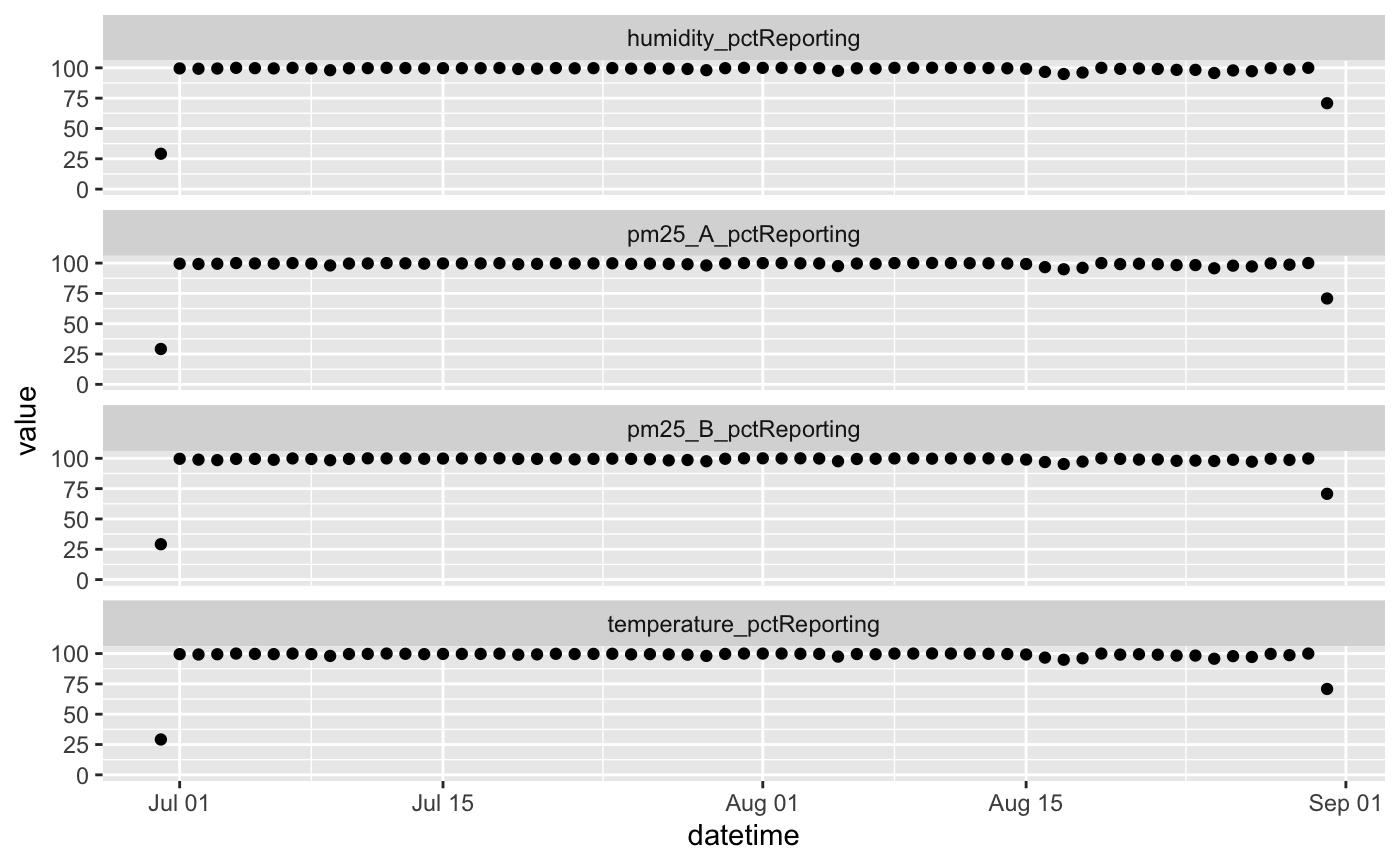 humidity_pctReporting
100
75
50
25
0
pm25_A_pctReporting
100
75
50
25
0
pm25_B_pctReporting
100
75
50
25
0
temperature_pctReporting
100
75
50
25
0
value
Jul 01 Jul 15 Aug 01 Aug 15 Sep 01
datetime